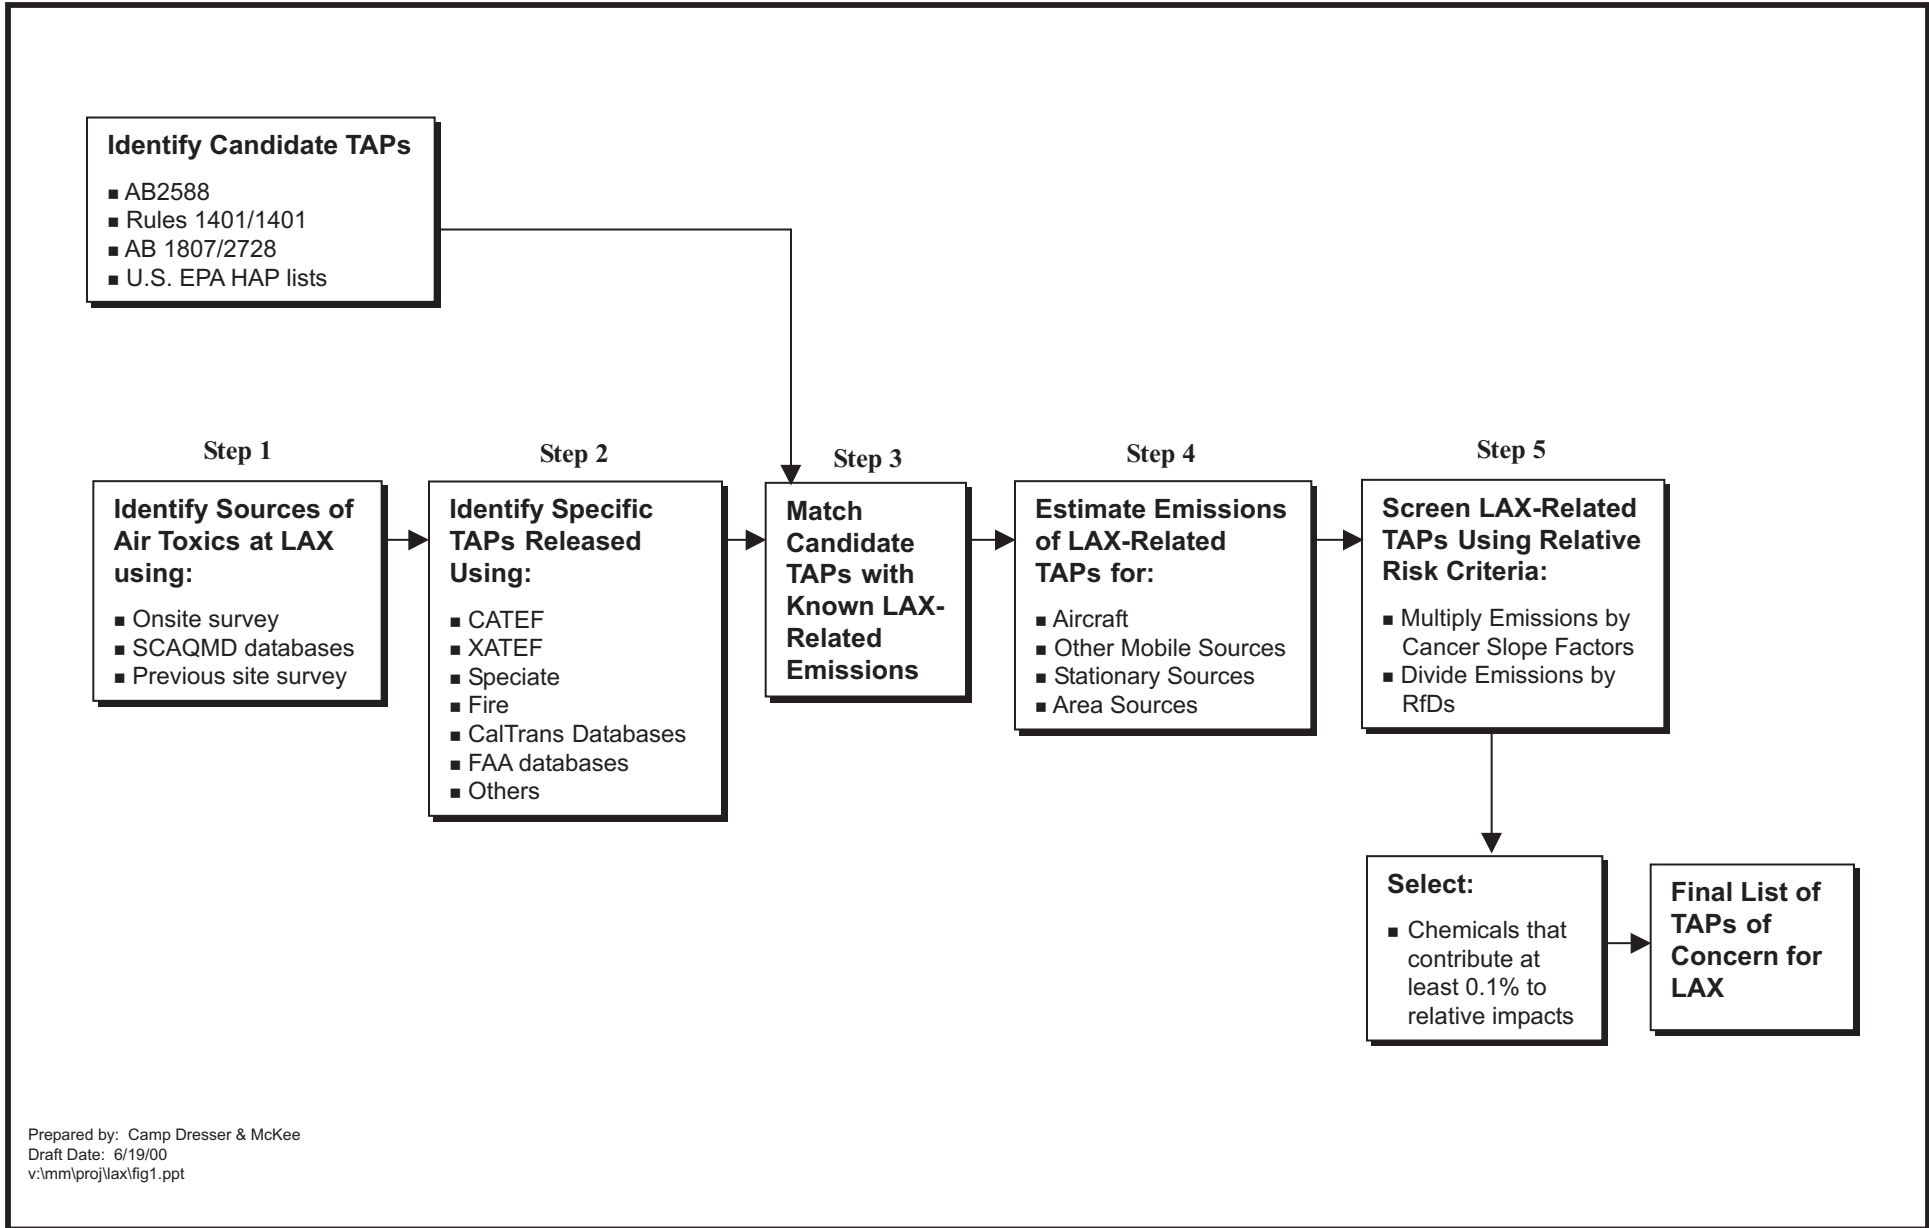 Identify Candidate TAPs
■ AB2588
■ Rules 1401/1401
■ AB 1807/2728
■ U.S. EPA HAP lists
Step 1
Identify Sources of
Air Toxics at LAX
using:
■ Onsite survey
■ SCAQMD databases
■ Previous site survey
Step 2
Identify Specific
TAPs Released
Using:
■ CATEF
■ XATEF
■ Speciate
■ Fire
■ CalTrans Databases
■ FAA databases
■ Others
Step 3
Match
Candidate
TAPs with
Known LAX-
Related
Emissions
Step 4
Estimate Emissions
of LAX-Related
TAPs for:
■ Aircraft
■ Other Mobile Sources
■ Stationary Sources
■ Area Sources
Step 5
Screen LAX-Related
TAPs Using Relative
Risk Criteria:
■ Multiply Emissions by
Cancer Slope Factors
■ Divide Emissions by
RfDs
Select:
■ Chemicals that
contribute at
least 0.1% to
relative impacts
Final List of
TAPs of
Concern for
LAX
Prepared by: Camp Dresser & McKee
Draft Date: 6/19/00
v:\mm\proj\lax\fig1.ppt